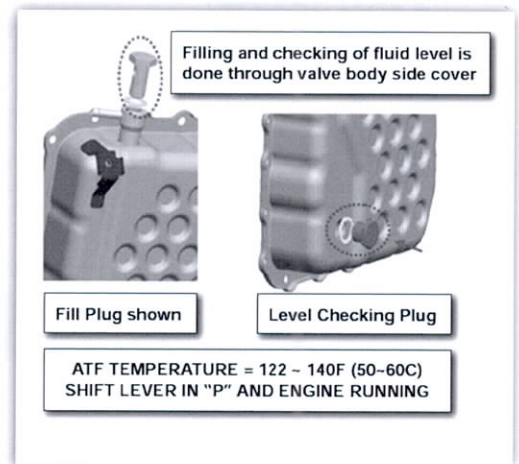 Filling and checking of fluid level is
done through valve body side cover
Fill Plug shown
Level Checking Plug
ATF TEMPERATURE = 122 ~ 140F (50~60C)
SHIFT LEVER IN "P" AND ENGINE RUNNING